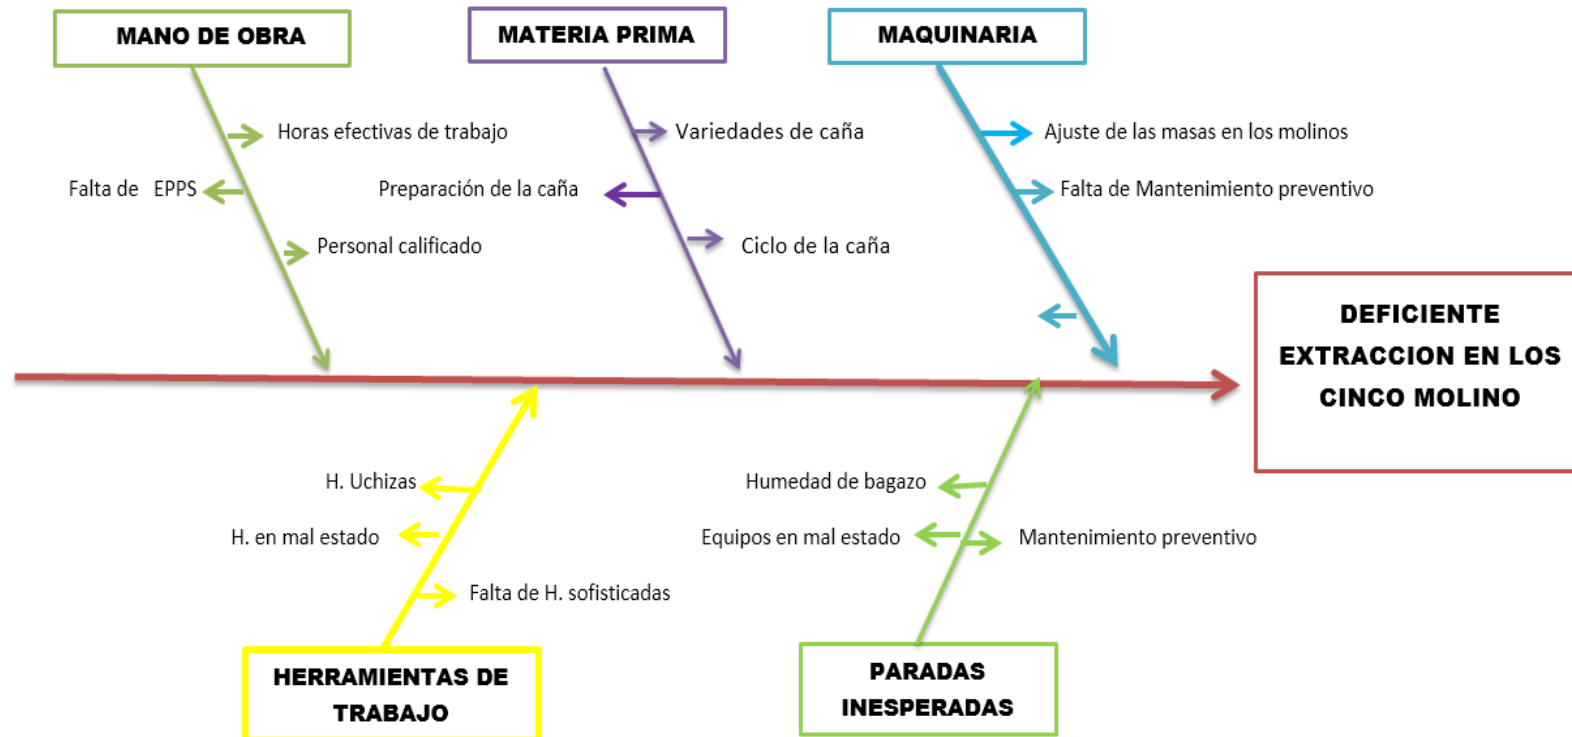 MANO DE OBRA
MATERIA PRIMA
MAQUINARIA
Horas efectivas de trabajo
Falta de EPPS
Personal calificado
Variedades de caña
Preparación de la caña
Ciclo de la caña
Ajuste de las masas en los molinos
Falta de Mantenimiento preventivo
DEFICIENTE
EXTRACCION EN LOS
CINCO MOLINO
H. Uchizas
H. en mal estado
Falta de H. sofisticadas
Humedad de bagazo
Equipos en mal estado
Mantenimiento preventivo
HERRAMIENTAS DE
TRABAJO
PARADAS
INESPERADAS